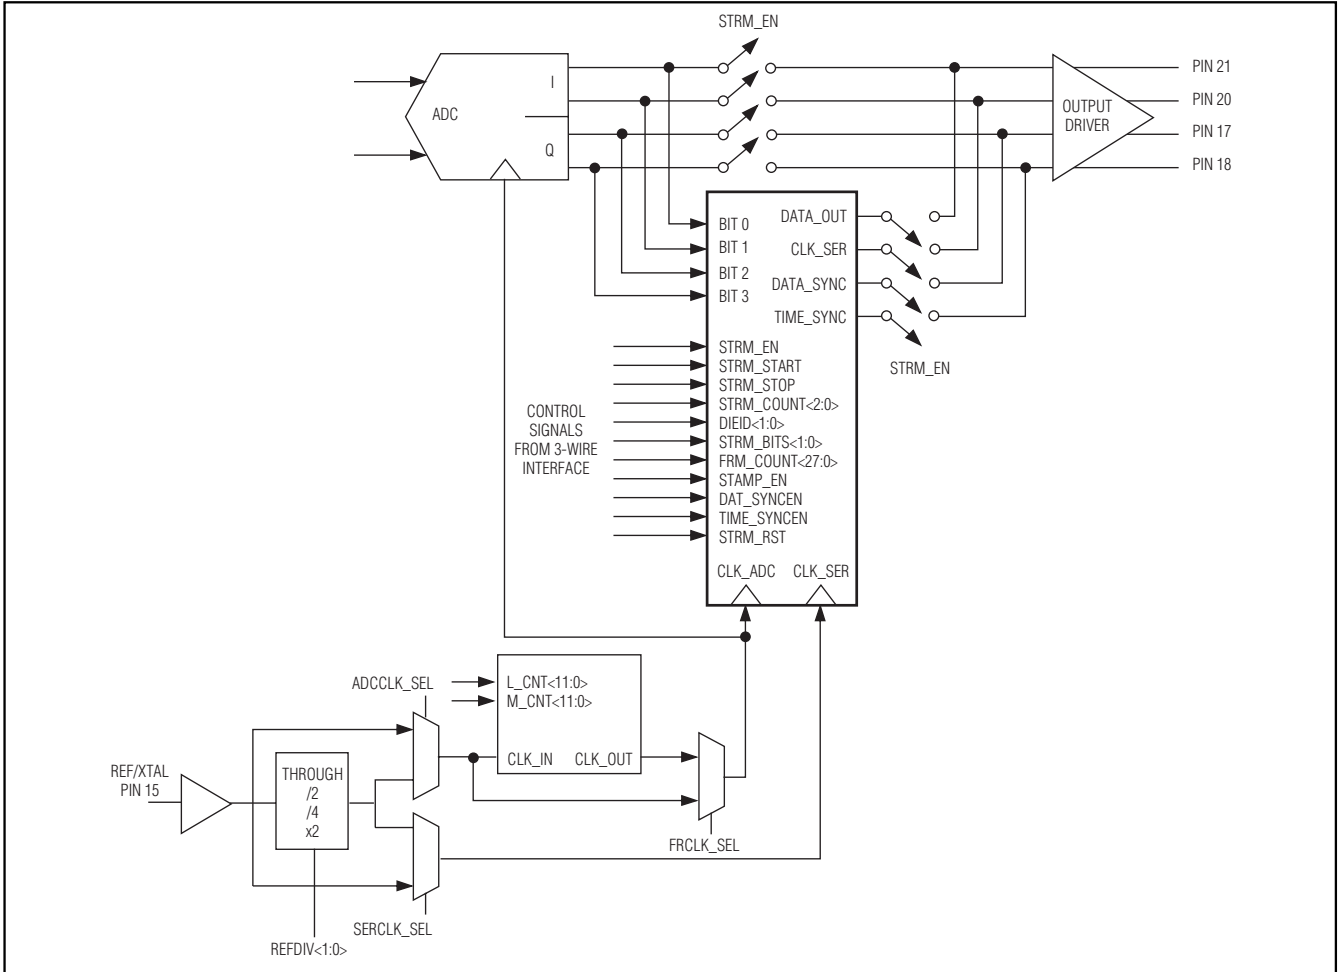 STRM_EN
PIN 21
I
PIN 20
ADC
OUTPUT
DRIVER
PIN 17
Q
PIN 18
BIT 0
BIT 1
BIT 2
BIT 3
DATA_OUT
CLK_SER
DATA_SYNC
TIME_SYNC
STRM_EN
CONTROL
SIGNALS
FROM 3-WIRE
INTERFACE
STRM_EN
STRM_START
STRM_STOP
STRM_COUNT<2:0>
DIEID<1:0>
STRM_BITS<1:0>
FRM_COUNT<27:0>
STAMP_EN
DAT_SYNCEN
TIME_SYNCEN
STRM_RST
CLK_ADC
CLK_SER
ADCCLK_SEL
L_CNT<11:0>
M_CNT<11:0>
CLK_IN
CLK_OUT
REF/XTAL
PIN 15
THROUGH
/2
/4
x2
FRCLK_SEL
SERCLK_SEL
REFDIV<1:0>